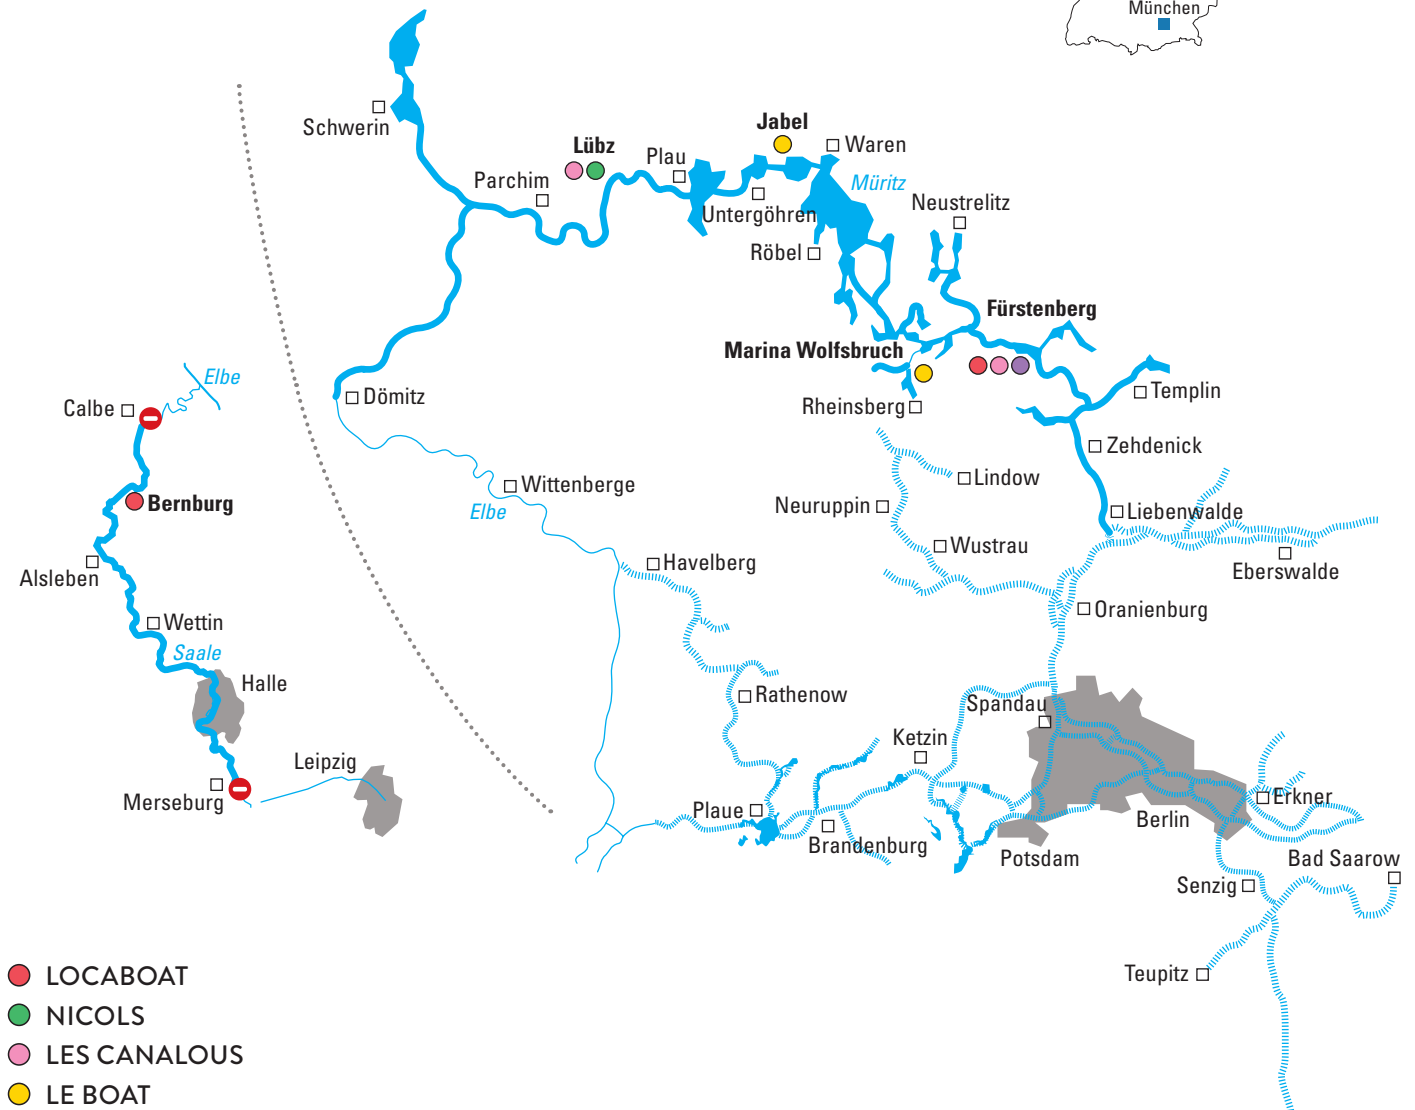 München
Schwerin
Jabel
Waren
Lübz
Plau
Müritz
Parchim
Untergöhren
Neustrelitz
Röbel
Fürstenberg
Marina Wolfsbruch
Elbe
Calbe
Dömitz
Rheinsberg
Templin
Zehdenick
Lindow
Wittenberge
Bernburg
Elbe
Neuruppin
Liebenwalde
Wustrau
Havelberg
Alsleben
Eberswalde
Oranienburg
Wettin
Saale
Halle
Rathenow
Spandau
Ketzin
Leipzig
Merseburg
Plaue
Erkner
Berlin
Brandenburg
Potsdam
Bad Saarow
Senzig
Teupitz
LOCABOAT
NICOLS
LES CANALOUS
LE BOAT